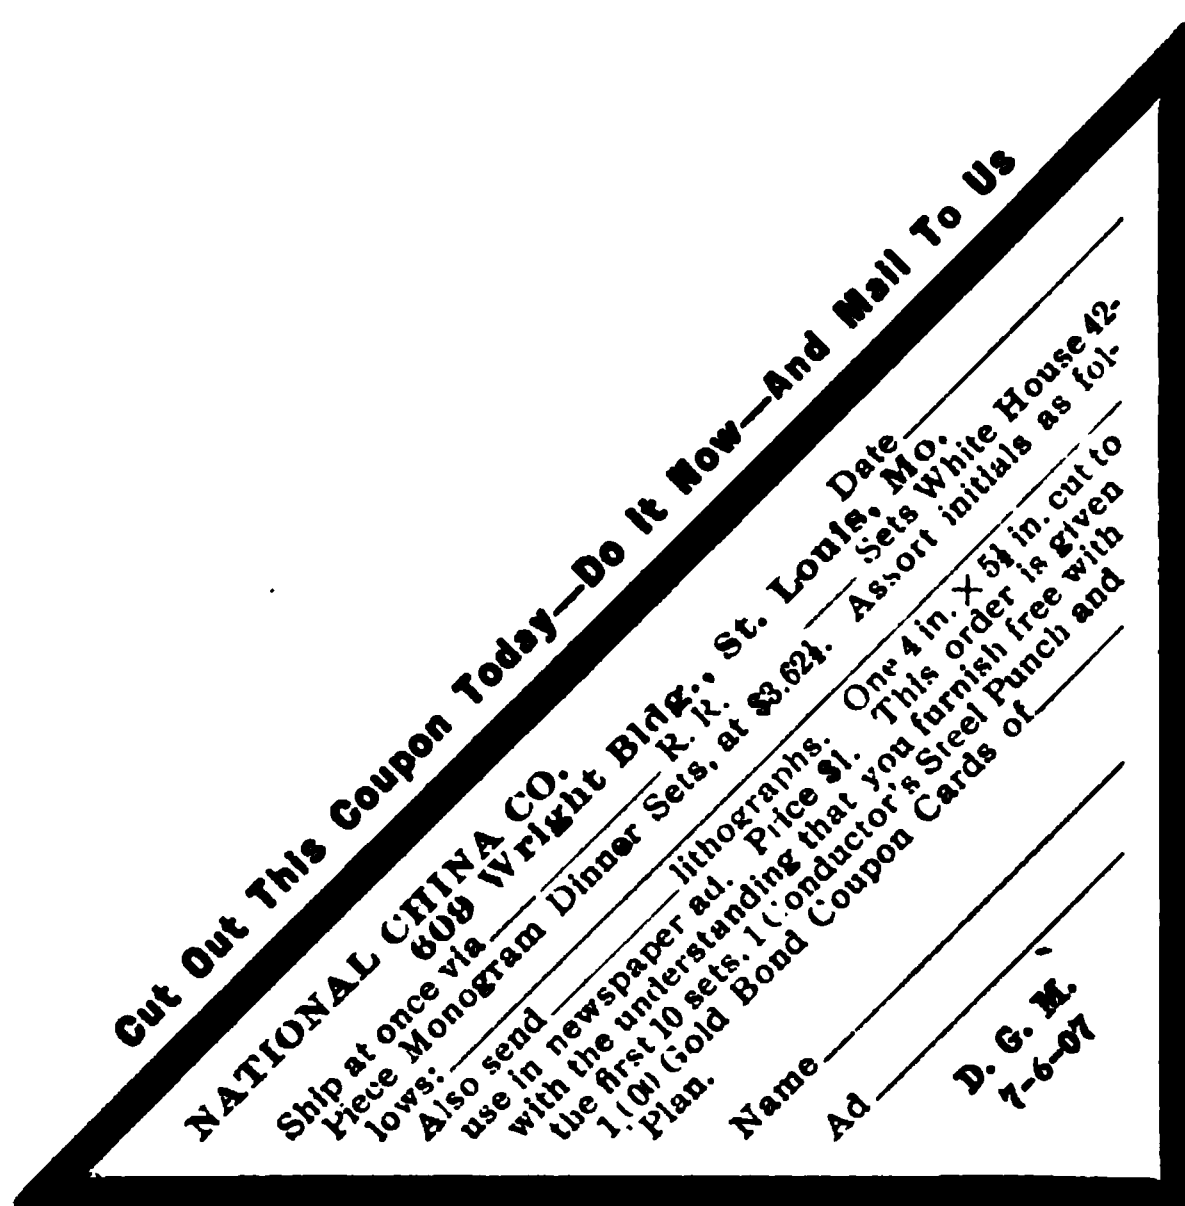 Cut Out This Coupon Today—Do It Now—And Mail To Us
Date
NATIONAL CHINA CO.
609 Wright Bldg., St. Louis, Mo.
Ship at once via R. R. Sets White House 42-
Piece Monogram Dinner Sets, at $3.62½. Assort initials as fol-
lows:
Also send lithographs. One 4 in. × 5½ in. cut to
use in newspaper ad. Price $1. This order is given
with the understanding that you furnish free with
the first 10 sets, 1 Conductor's Steel Punch and
1,000 Gold Bond Coupon Cards of
Plan.
Name
Ad
D. G. M.
7-6-07